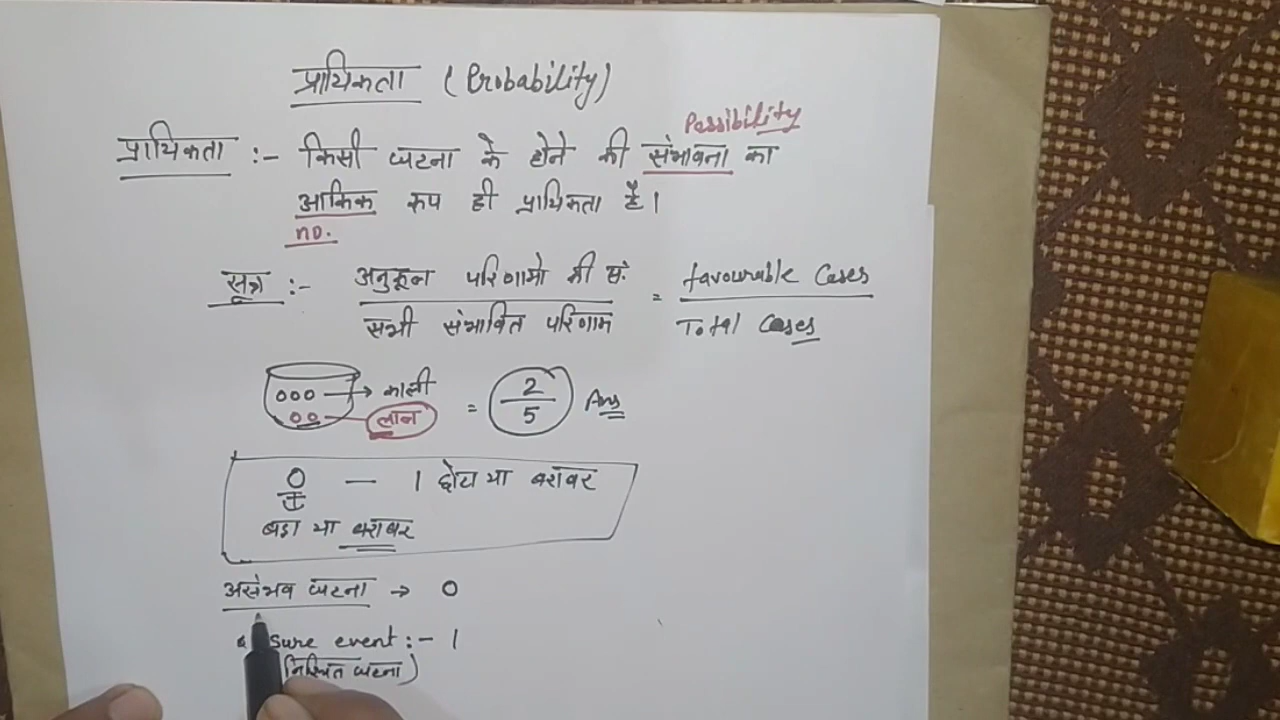 प्रायिकता (Probability)
Possibility
प्रायिकता :- किसी घटना के होने की संभावना का
आंकिक रूप ही प्रायिकता है।
no.
सूत्र :- अनुकूल परिणामो की सं. = favourable Cases
सभी संभावित परिणाम Total Cases
काली
लाल = 2/5 Ans
0 — 1 छोटा या बराबर
से
बड़ा या बराबर
असंभव घटना → 0
Sure event :- 1
(निश्चित घटना)